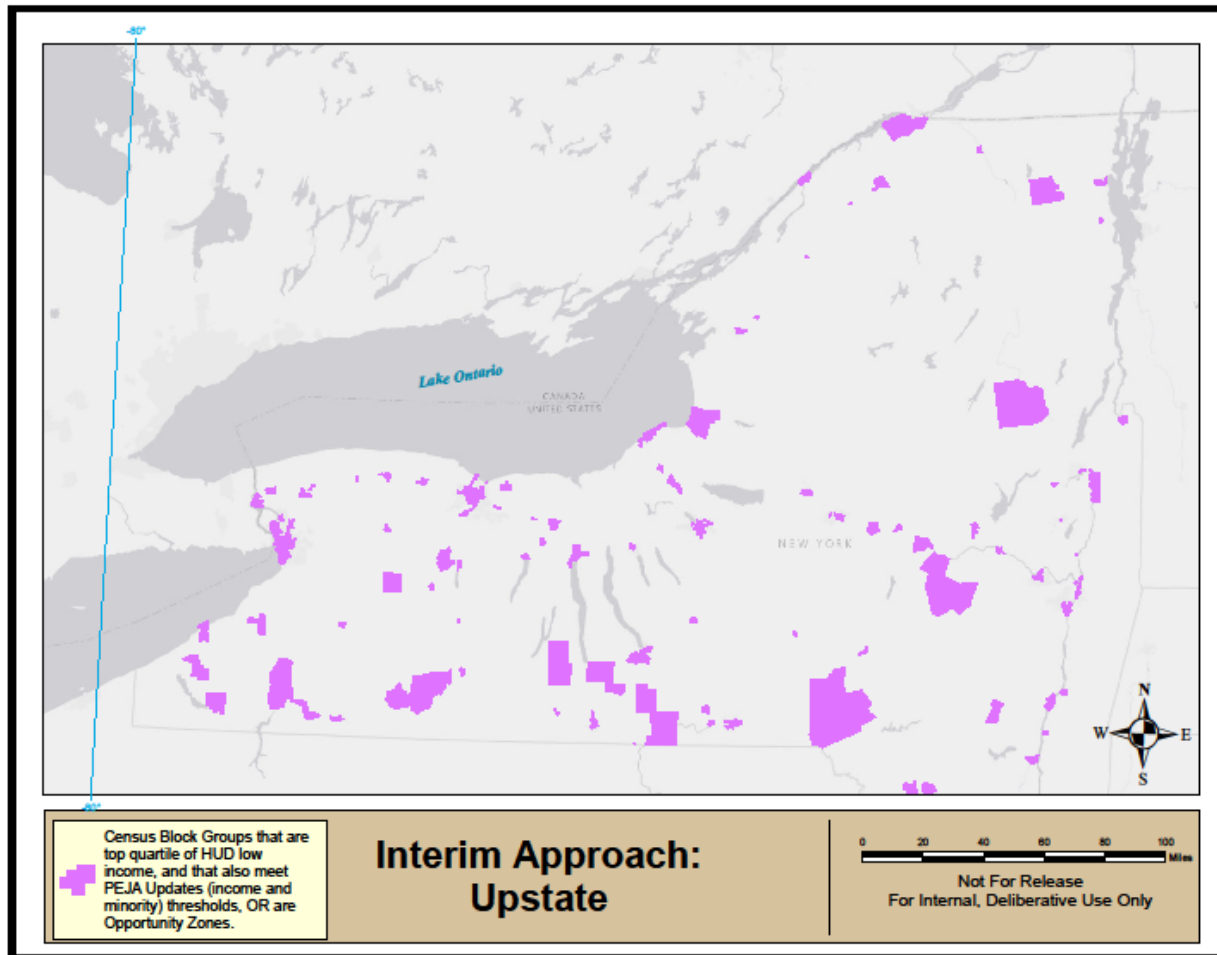 -80°
Lake Ontario
CANADA
UNITED STATES
NEW YORK
N
W E
S
-80°
Census Block Groups that are
top quartile of HUD low
income, and that also meet
PEJA Updates (income and
minority) thresholds, OR are
Opportunity Zones.
Interim Approach:
Upstate
0 20 40 60 80 100
Miles
Not For Release
For Internal, Deliberative Use Only